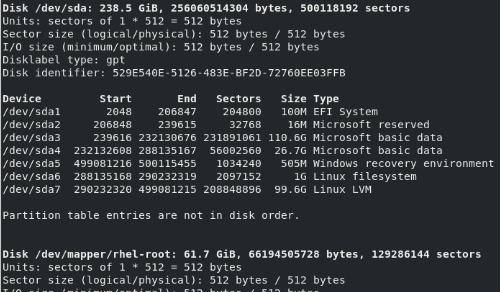 Disk /dev/sda: 238.5 GiB, 256060514304 bytes, 500118192 sectors
Units: sectors of 1 * 512 = 512 bytes
Sector size (logical/physical): 512 bytes / 512 bytes
I/O size (minimum/optimal): 512 bytes / 512 bytes
Disklabel type: gpt
Disk identifier: 529E540E-5126-483E-BF2D-72760EE03FFB
Device Start End Sectors Size Type
/dev/sda1 2048 206847 204800 100M EFI System
/dev/sda2 206848 239615 32768 16M Microsoft reserved
/dev/sda3 239616 232130676 231891061 110.6G Microsoft basic data
/dev/sda4 232132608 288135167 56002560 26.7G Microsoft basic data
/dev/sda5 499081216 500115455 1034240 505M Windows recovery environment
/dev/sda6 288135168 290232319 2097152 1G Linux filesystem
/dev/sda7 290232320 499081215 208848896 99.6G Linux LVM
Partition table entries are not in disk order.
Disk /dev/mapper/rhel-root: 61.7 GiB, 66194505728 bytes, 129286144 sectors
Units: sectors of 1 * 512 = 512 bytes
Sector size (logical/physical): 512 bytes / 512 bytes
I/O size (minimum/optimal): 512 bytes / 512 bytes